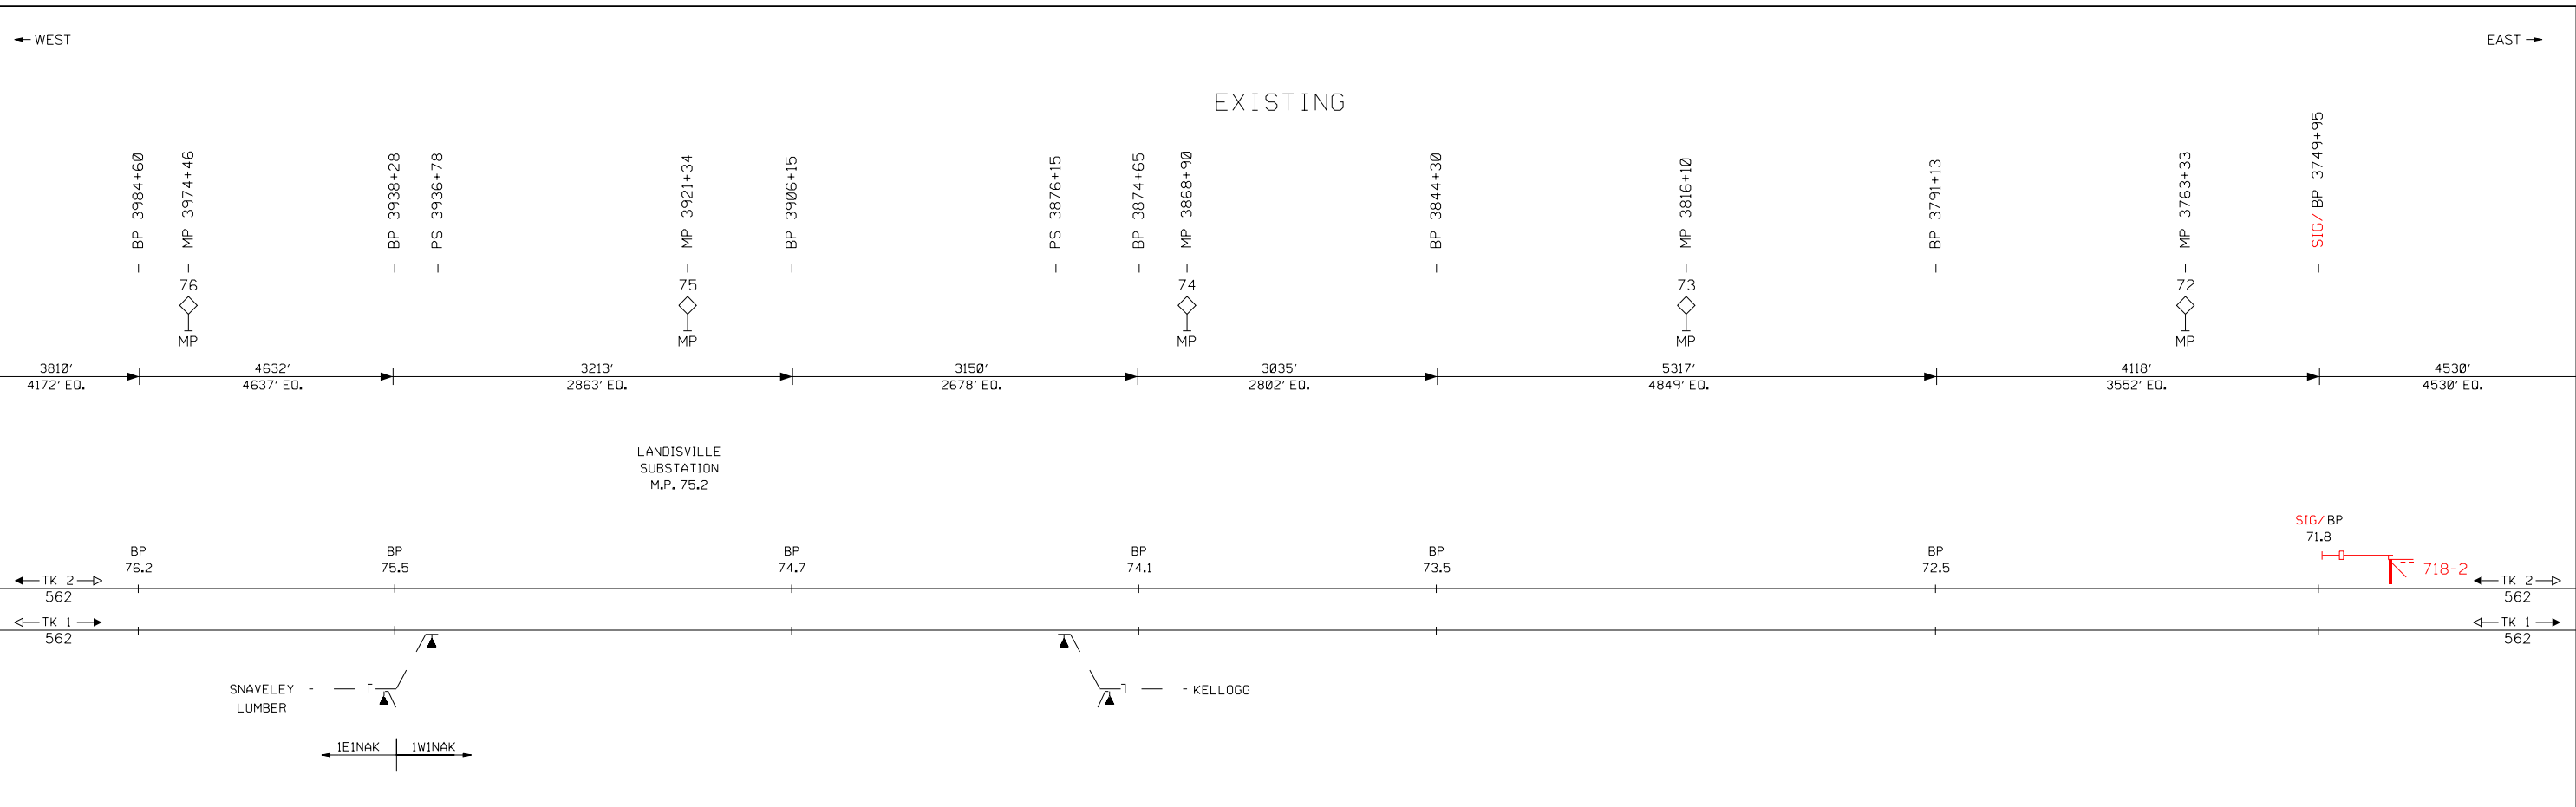 WEST
EAST
EXISTING
BP 3984+60
MP 3974+46
BP 3938+28
PS 3936+78
MP 3921+34
BP 3906+15
PS 3876+15
BP 3874+65
MP 3868+90
BP 3844+30
MP 3816+10
BP 3791+13
MP 3763+33
SIG/ BP 3749+95
76
75
74
73
72
MP
MP
MP
MP
MP
3810'
4632'
3213'
3150'
3035'
5317'
4118'
4530'
4172' EQ.
4637' EQ.
2863' EQ.
2678' EQ.
2802' EQ.
4849' EQ.
3552' EQ.
4530' EQ.
LANDISVILLE
SUBSTATION
M.P. 75.2
SIG/ BP
71.8
BP
76.2
BP
75.5
BP
74.7
BP
74.1
BP
73.5
BP
72.5
718-2
TK 2
562
TK 2
562
TK 1
562
TK 1
562
SNAVELEY
LUMBER
KELLOGG
1E1NAK
1W1NAK